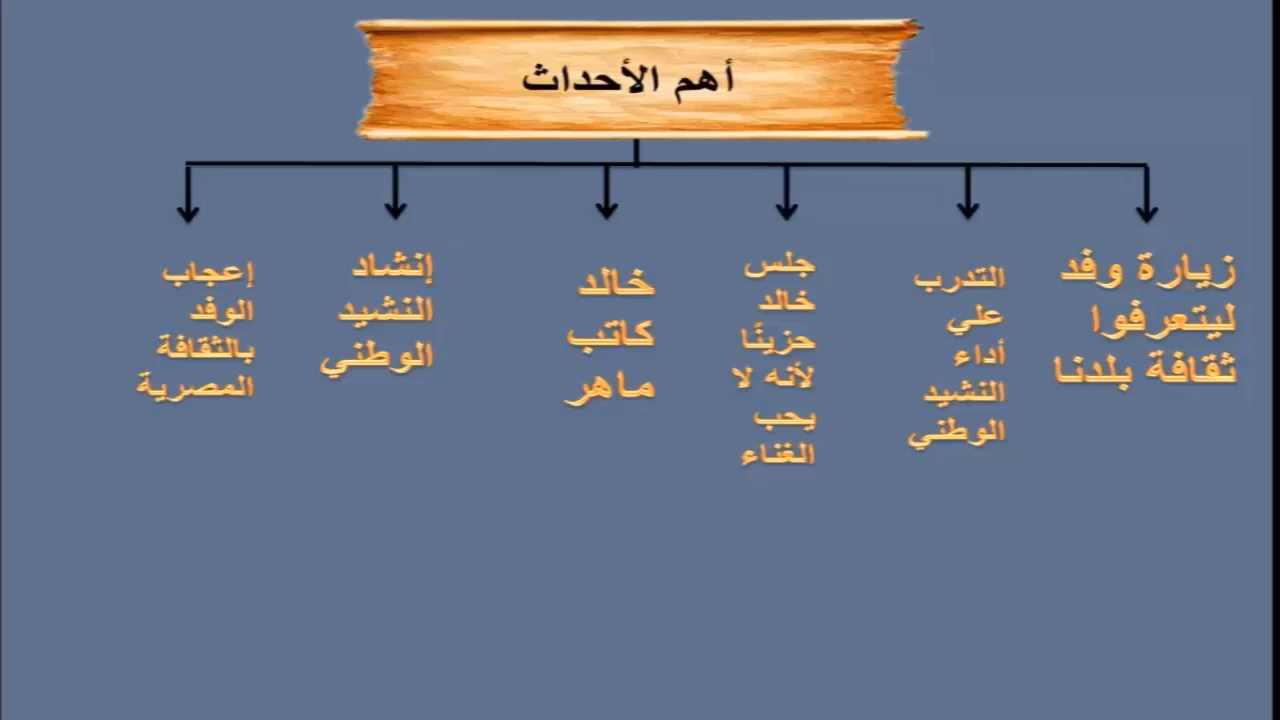 أهم الأحداث
زيارة وفد
ليتعرفوا
ثقافة بلدنا
التدرب
علي
أداء
النشيد
الوطني
جلس
خالد
حزينًا
لأنه لا
يحب
الغناء
خالد
كاتب
ماهر
إنشاد
النشيد
الوطني
إعجاب
الوفد
بالثقافة
المصرية